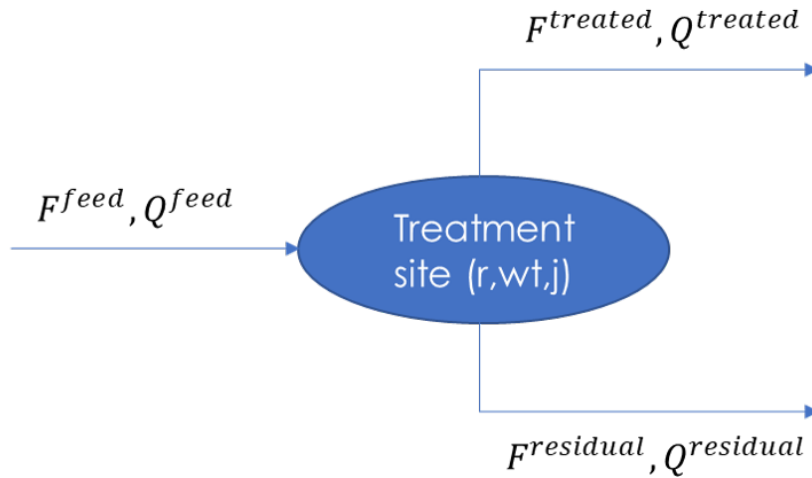 F^{treated}, Q^{treated}
F^{feed}, Q^{feed}
Treatment
site (r,wt,j)
F^{residual}, Q^{residual}